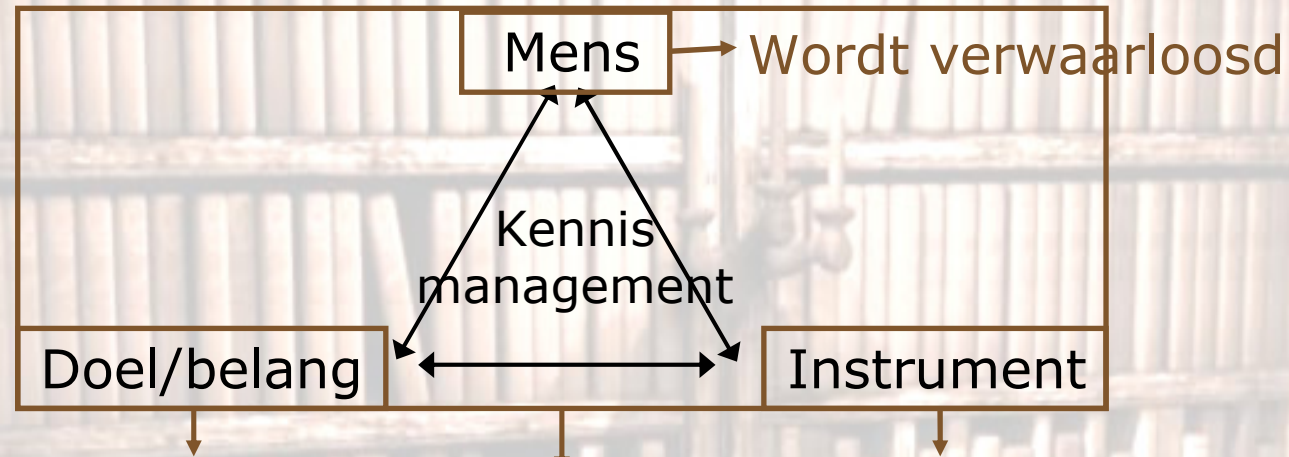 Mens
Wordt verwaarloosd
Kennis
management
Doel/belang
Instrument